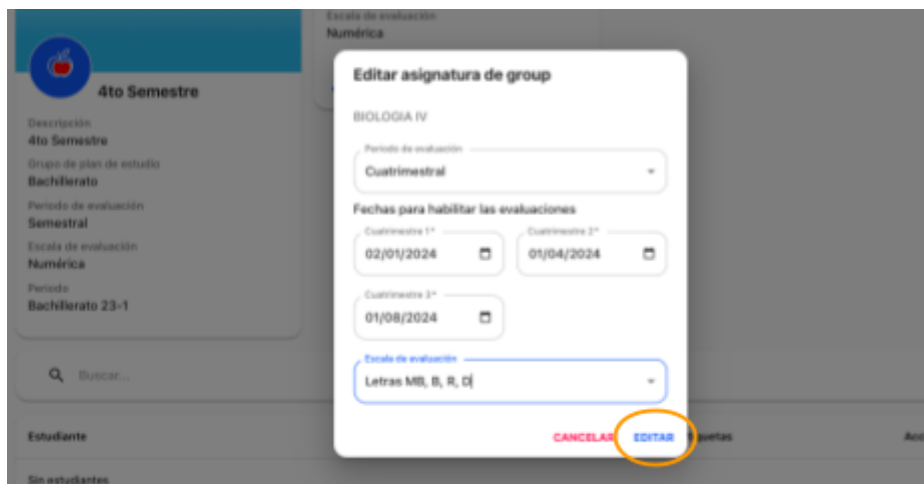 Escala de evaluación
Numérica
4to Semestre
Descripción
4to Semestre
Grupo de plan de estudio
Bachillerato
Periodo de evaluación
Semestral
Escala de evaluación
Numérica
Periodo
Bachillerato 23-1
Editar asignatura de group
BIOLOGIA IV
Periodo de evaluación
Cuatrimestral
Fechas para habilitar las evaluaciones
Cuatrimestre 1*
Cuatrimestre 2*
02/01/2024
01/04/2024
Cuatrimestre 3*
01/08/2024
Escala de evaluación
Letras MB, B, R, D
CANCELAR
EDITAR
Buscar...
Estudiante
Sin estudiantes